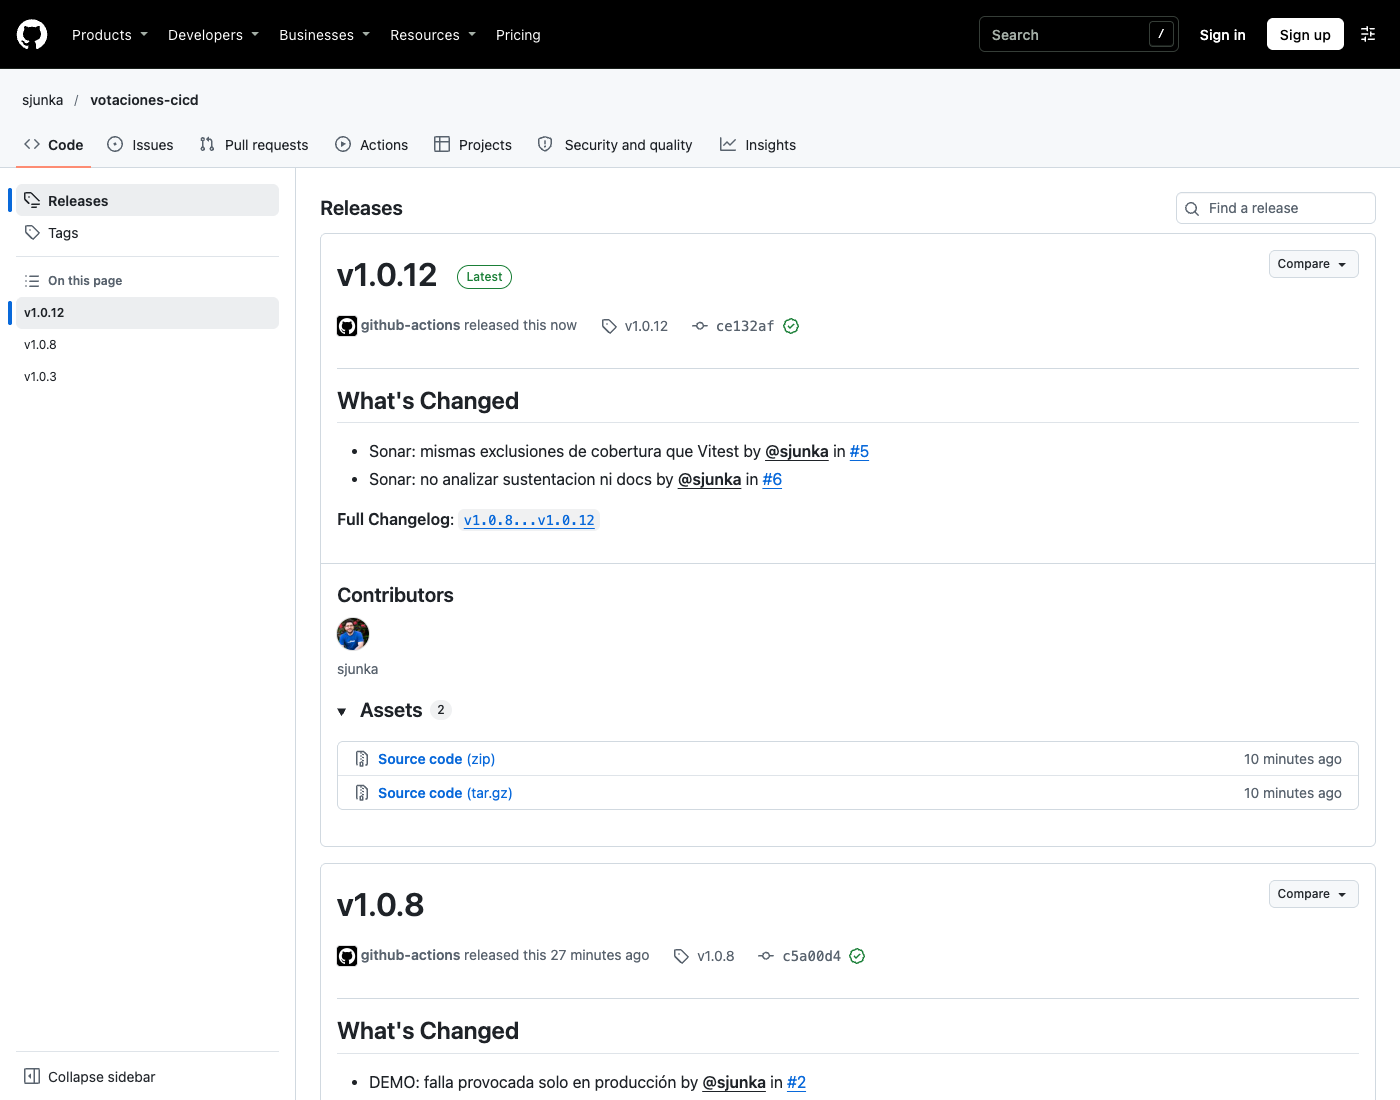 Products Developers Businesses Resources Pricing Search / Sign in Sign up
sjunka / votaciones-cicd
Code Issues Pull requests Actions Projects Security and quality Insights
Releases
Tags
On this page
v1.0.12
v1.0.8
v1.0.3
Collapse sidebar
Releases
Find a release
v1.0.12 Latest
Compare
github-actions released this now v1.0.12 ce132af
What's Changed
• Sonar: mismas exclusiones de cobertura que Vitest by @sjunka in #5
• Sonar: no analizar sustentacion ni docs by @sjunka in #6
Full Changelog: v1.0.8...v1.0.12
Contributors
sjunka
Assets 2
Source code (zip) 10 minutes ago
Source code (tar.gz) 10 minutes ago
v1.0.8
Compare
github-actions released this 27 minutes ago v1.0.8 c5a00d4
What's Changed
• DEMO: falla provocada solo en producción by @sjunka in #2